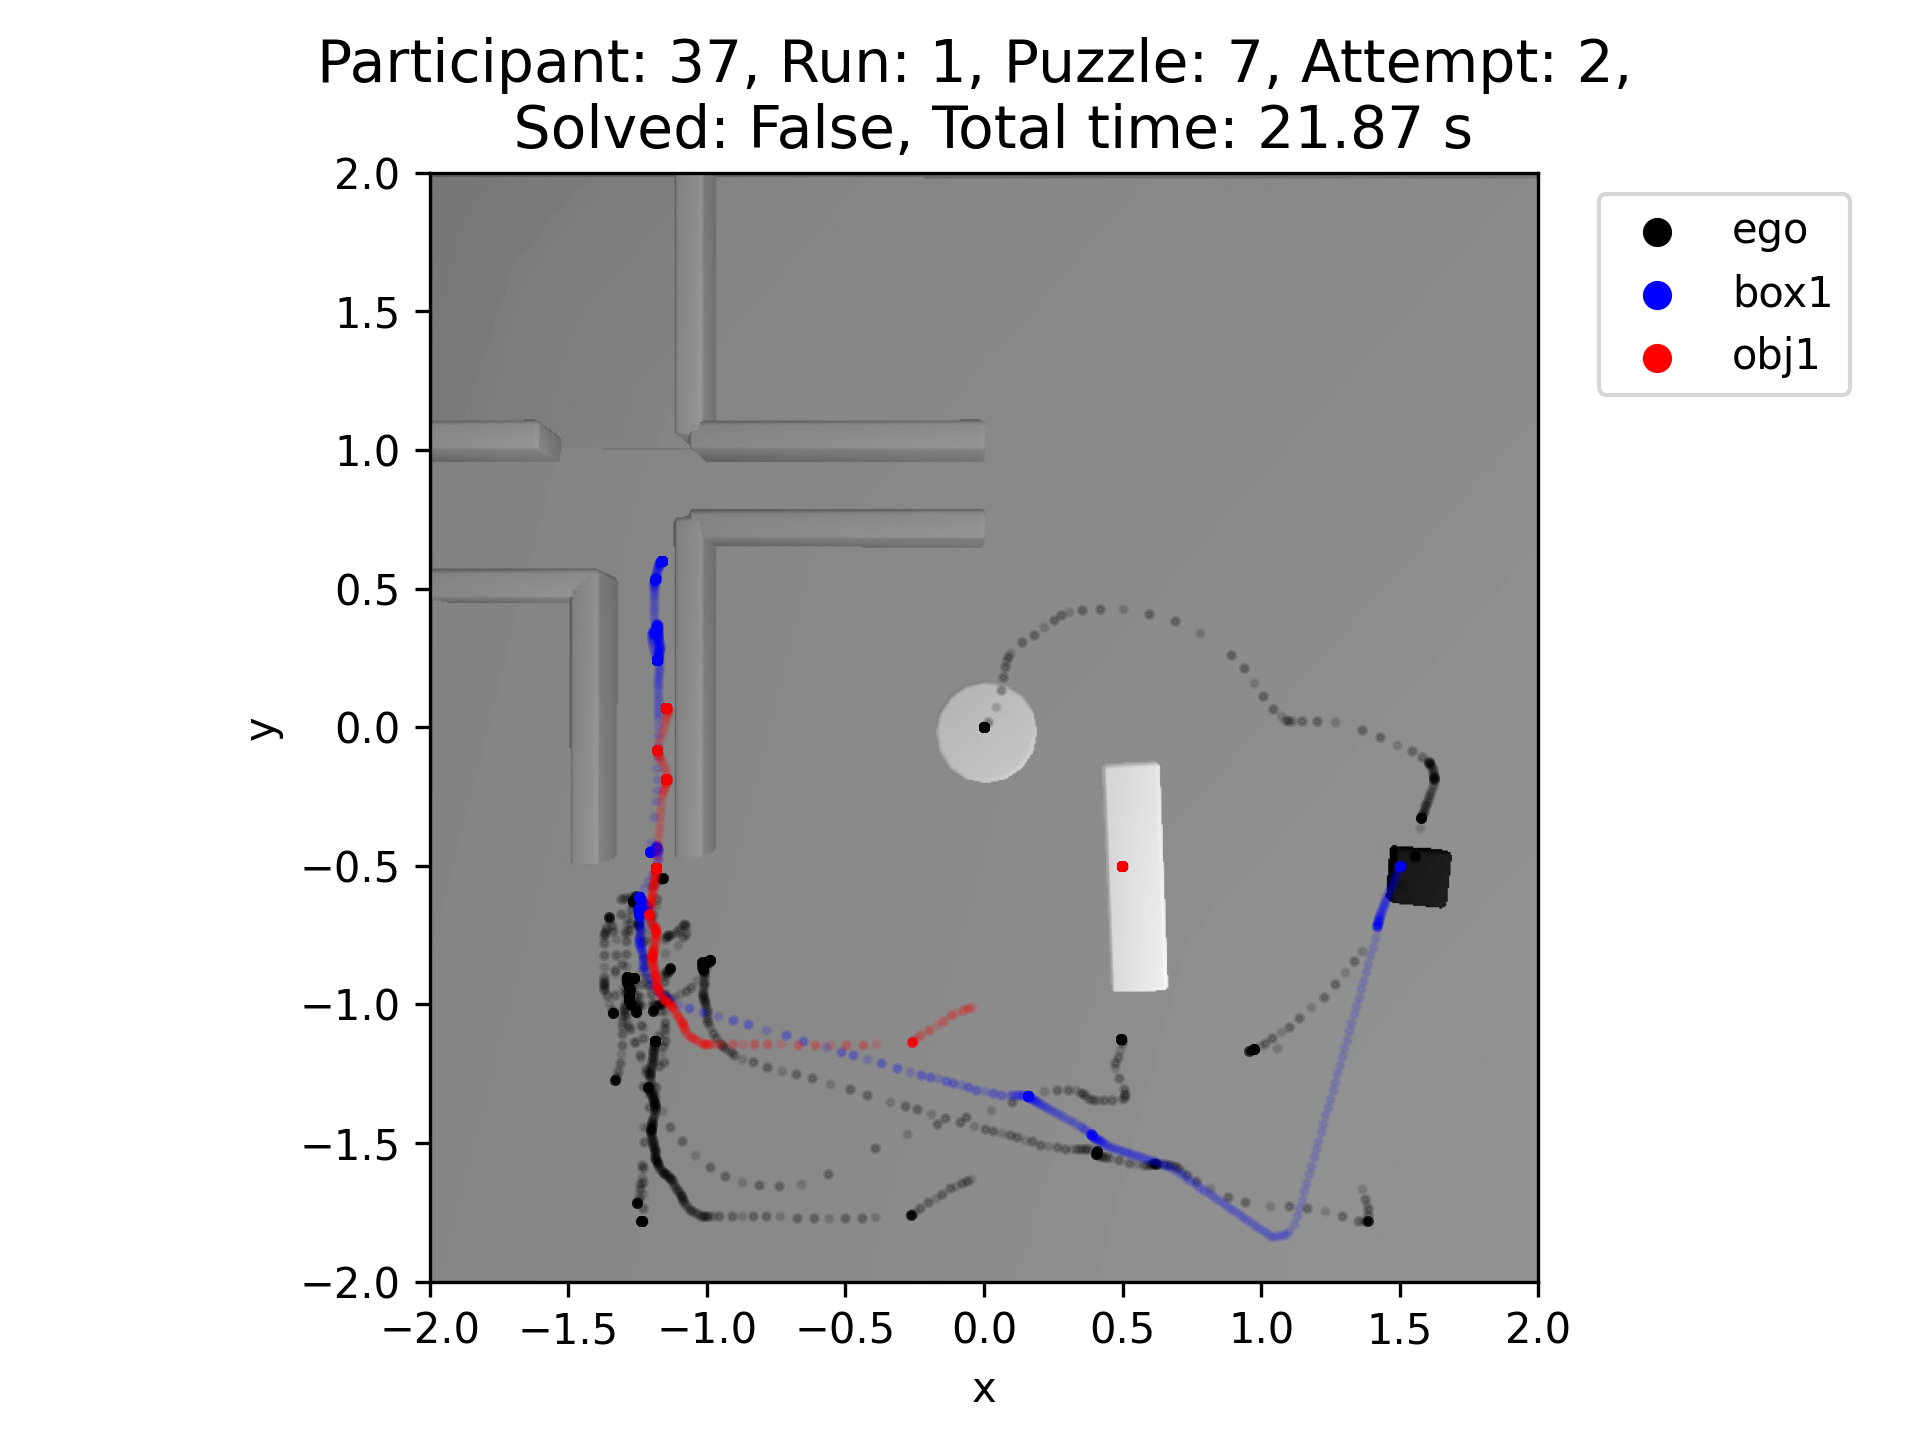 Participant: 37, Run: 1, Puzzle: 7, Attempt: 2,
Solved: False, Total time: 21.87 s
2.0
1.5
1.0
0.5
0.0
−0.5
−1.0
−1.5
−2.0
y
−2.0 −1.5 −1.0 −0.5 0.0 0.5 1.0 1.5 2.0
x
ego
box1
obj1